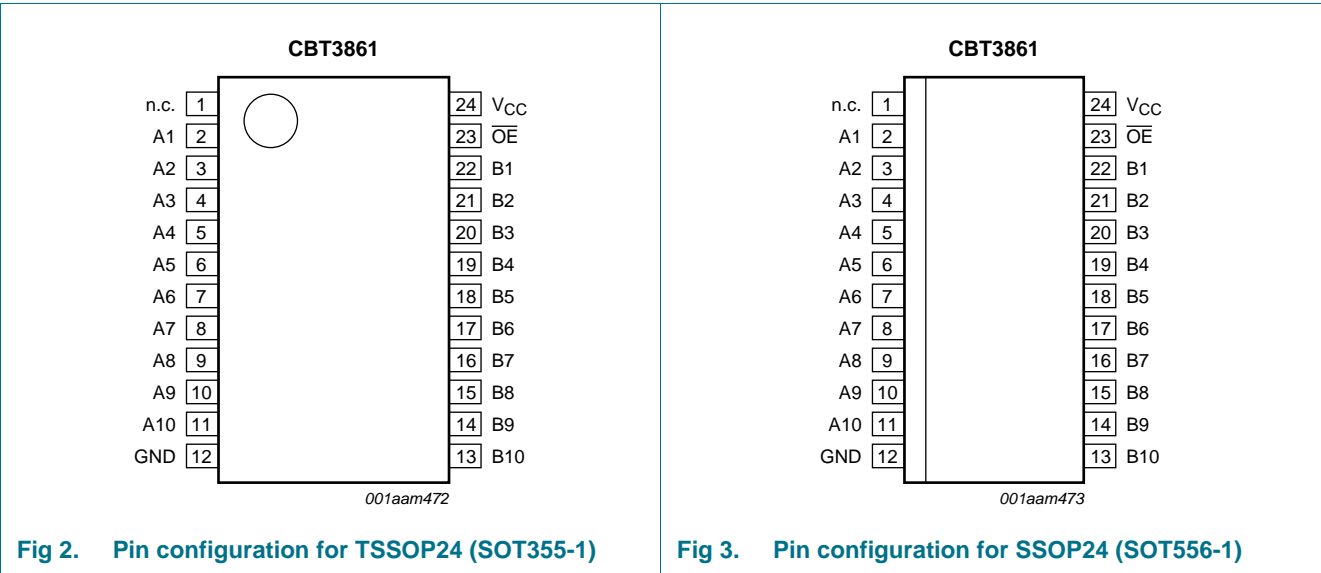 CBT3861
n.c. 1 24 VCC
A1 2 23 OE
A2 3 22 B1
A3 4 21 B2
A4 5 20 B3
A5 6 19 B4
A6 7 18 B5
A7 8 17 B6
A8 9 16 B7
A9 10 15 B8
A10 11 14 B9
GND 12 13 B10
001aam472
Fig 2. Pin configuration for TSSOP24 (SOT355-1)
CBT3861
n.c. 1 24 VCC
A1 2 23 OE
A2 3 22 B1
A3 4 21 B2
A4 5 20 B3
A5 6 19 B4
A6 7 18 B5
A7 8 17 B6
A8 9 16 B7
A9 10 15 B8
A10 11 14 B9
GND 12 13 B10
001aam473
Fig 3. Pin configuration for SSOP24 (SOT556-1)